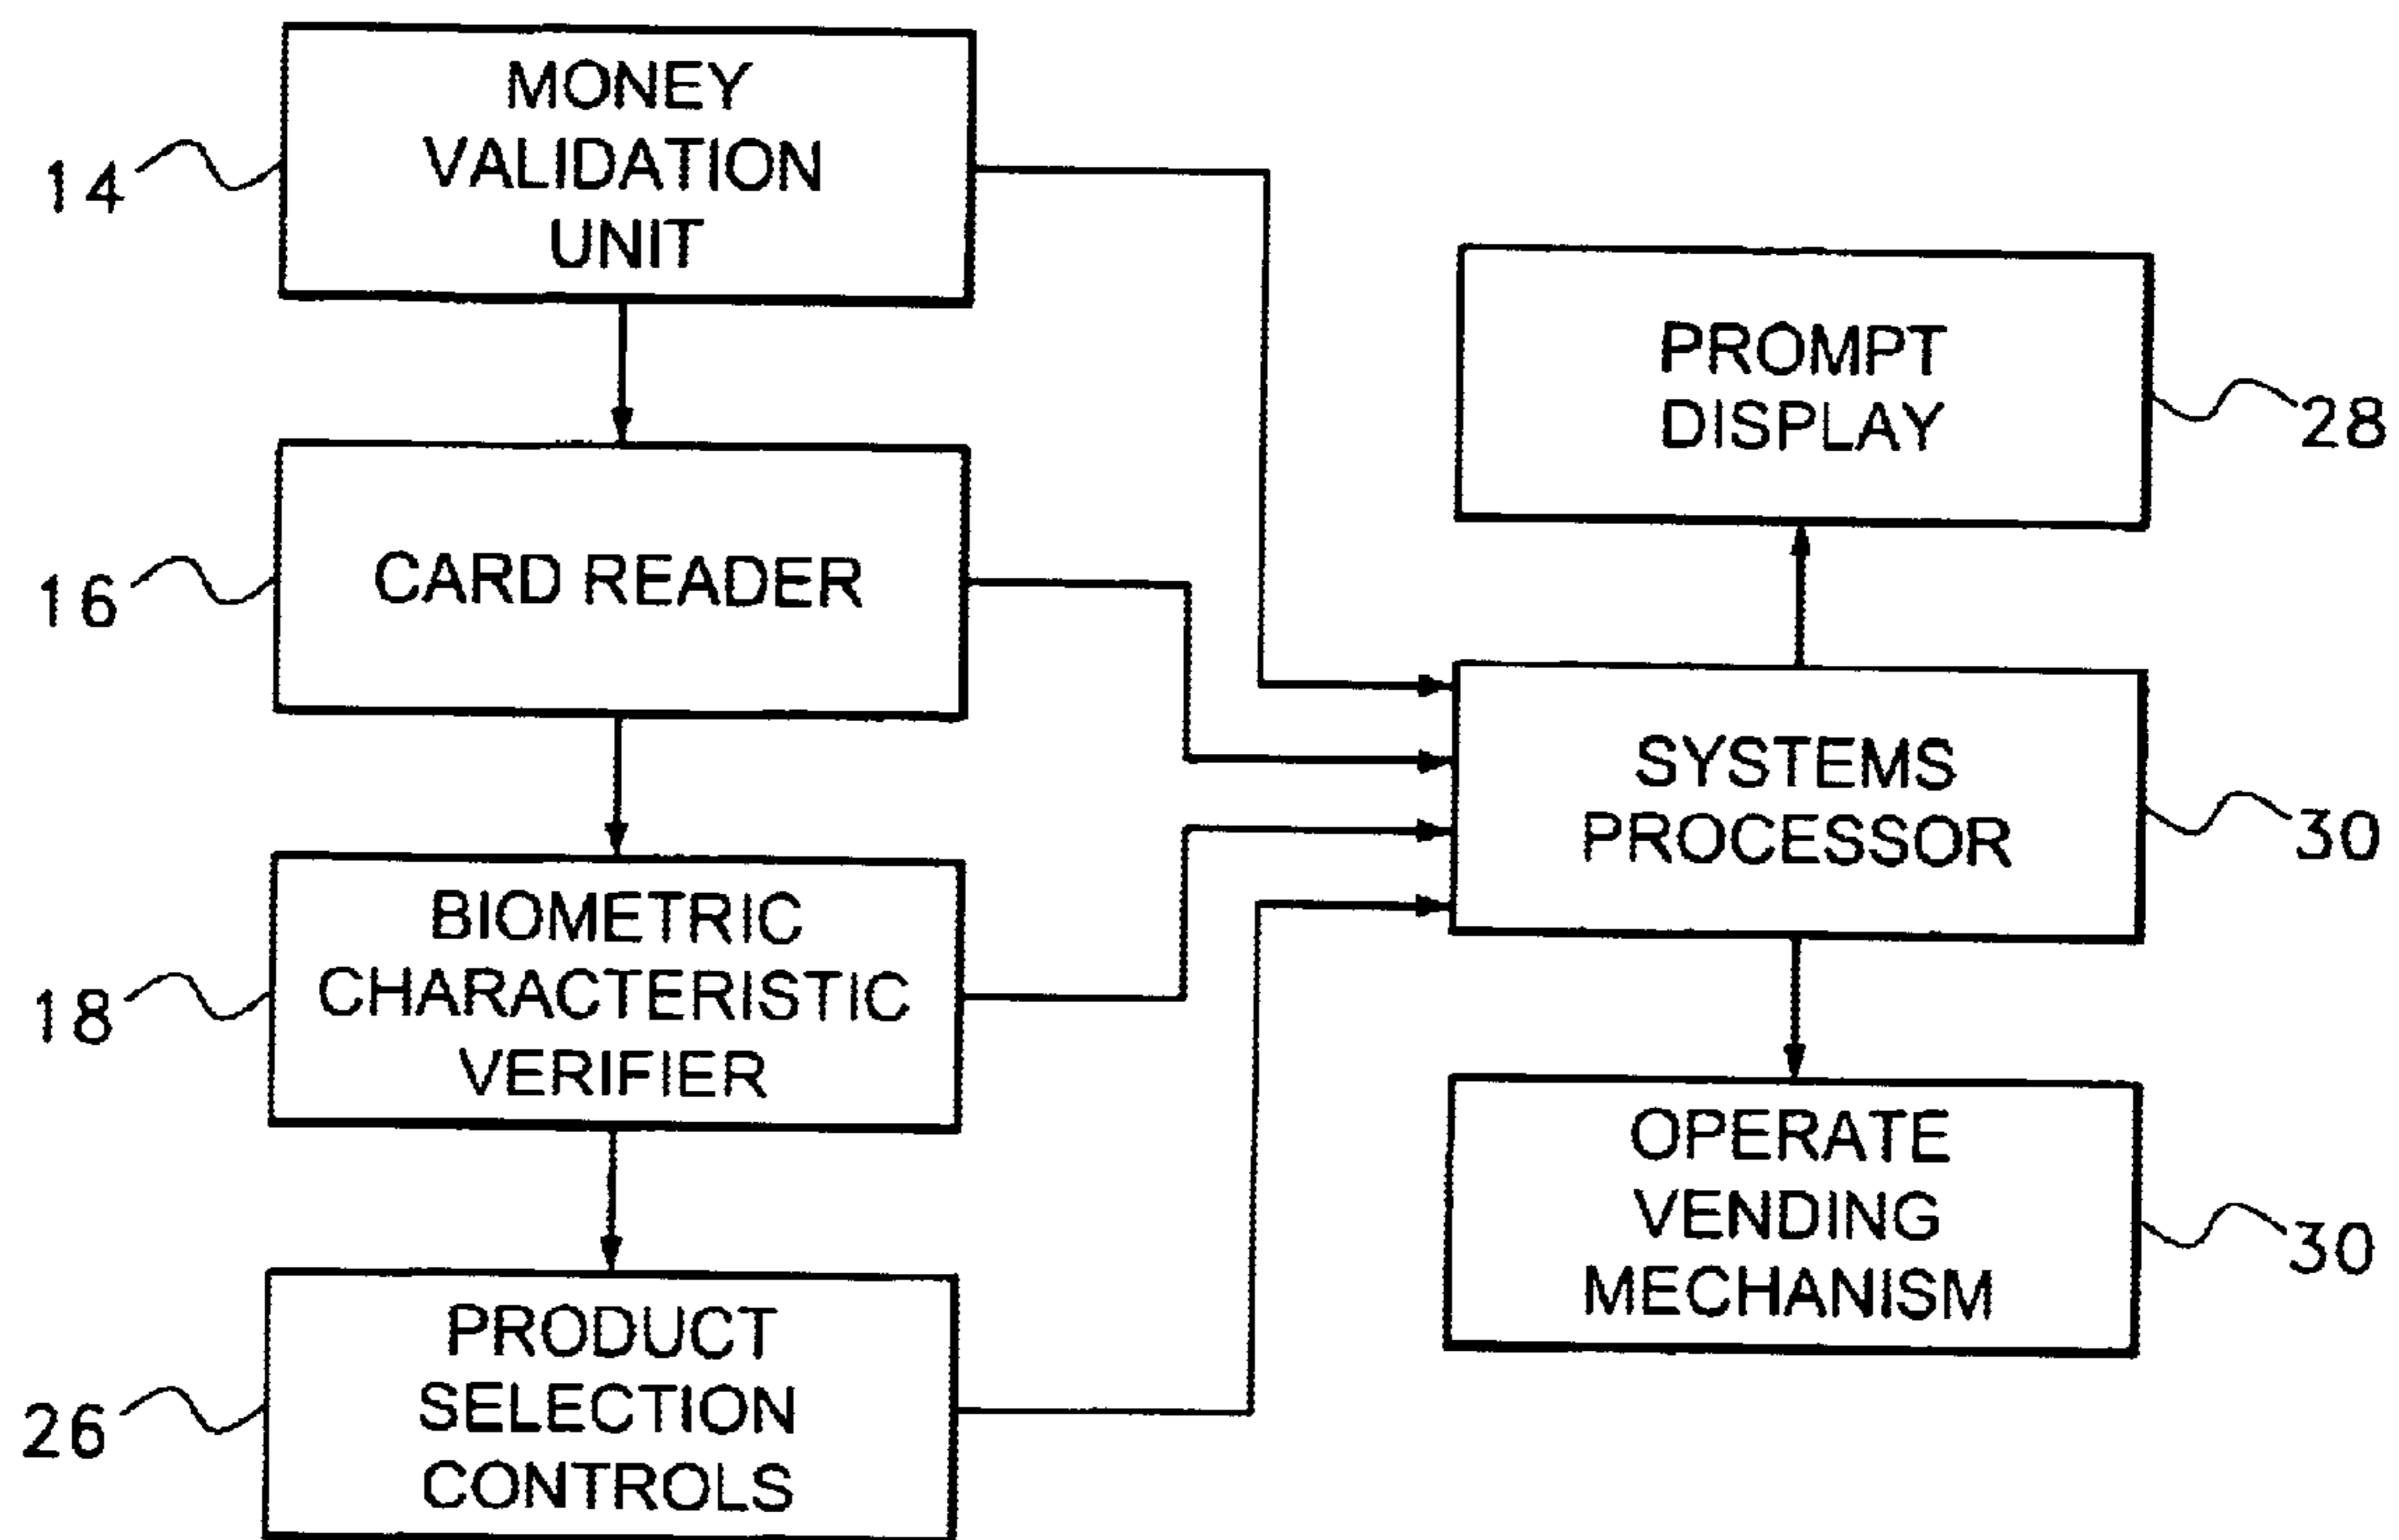 MONEY
VALIDATION
UNIT
14
CARD READER
16
BIOMETRIC
CHARACTERISTIC
VERIFIER
18
PRODUCT
SELECTION
CONTROLS
26
PROMPT
DISPLAY
28
SYSTEMS
PROCESSOR
30
OPERATE
VENDING
MECHANISM
30